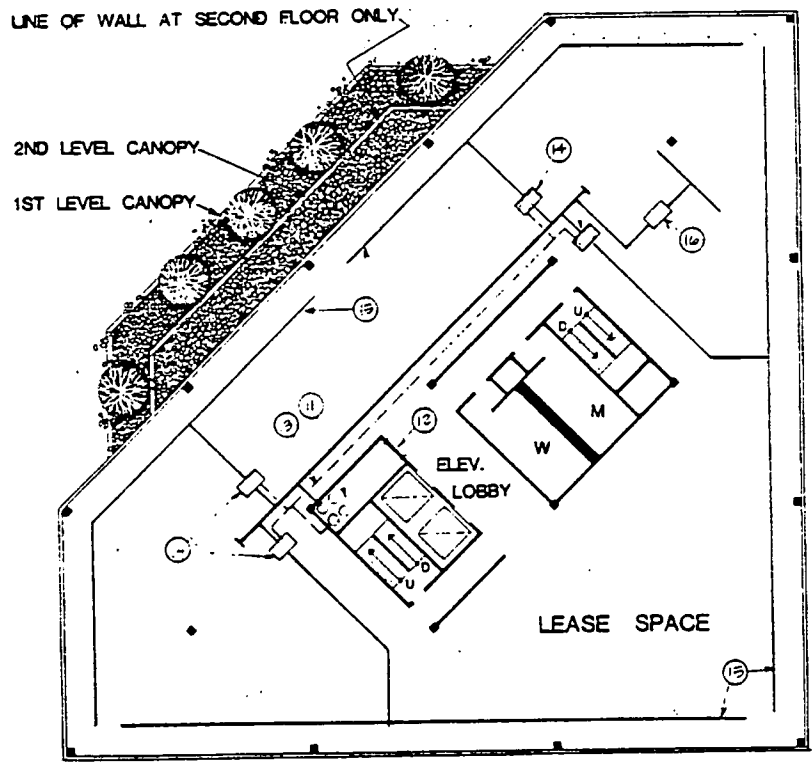 LINE OF WALL AT SECOND FLOOR ONLY
2ND LEVEL CANOPY
1ST LEVEL CANOPY
14
16
15
3 11
12
U
D
M
W
ELEV.
LOBBY
D
U
LEASE SPACE
15